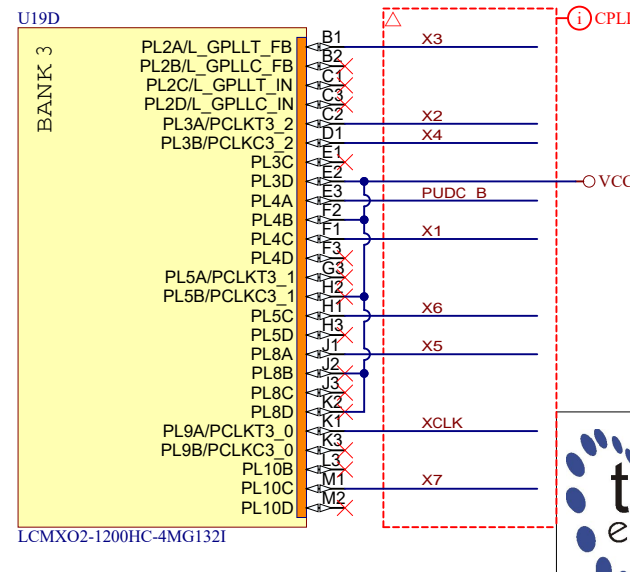 U19D
i CPL
BANK 3
PL2A/L_GPLLT_FB B1 X3
PL2B/L_GPLLC_FB B2
PL2C/L_GPLLT_IN C1
PL2D/L_GPLLC_IN C3
PL3A/PCLKT3_2 C2 X2
PL3B/PCLKC3_2 D1 X4
PL3C E1
PL3D E2 VCC
PL4A E3 PUDC_B
PL4B F2
PL4C F1 X1
PL4D F3
PL5A/PCLKT3_1 G3
PL5B/PCLKC3_1 H2
PL5C H1 X6
PL5D H3
PL8A J1 X5
PL8B J2
PL8C J3
PL8D K2
PL9A/PCLKT3_0 K1 XCLK
PL9B/PCLKC3_0 K3
PL10B L3
PL10C M1 X7
PL10D M2
LCMXO2-1200HC-4MG132I
t
e